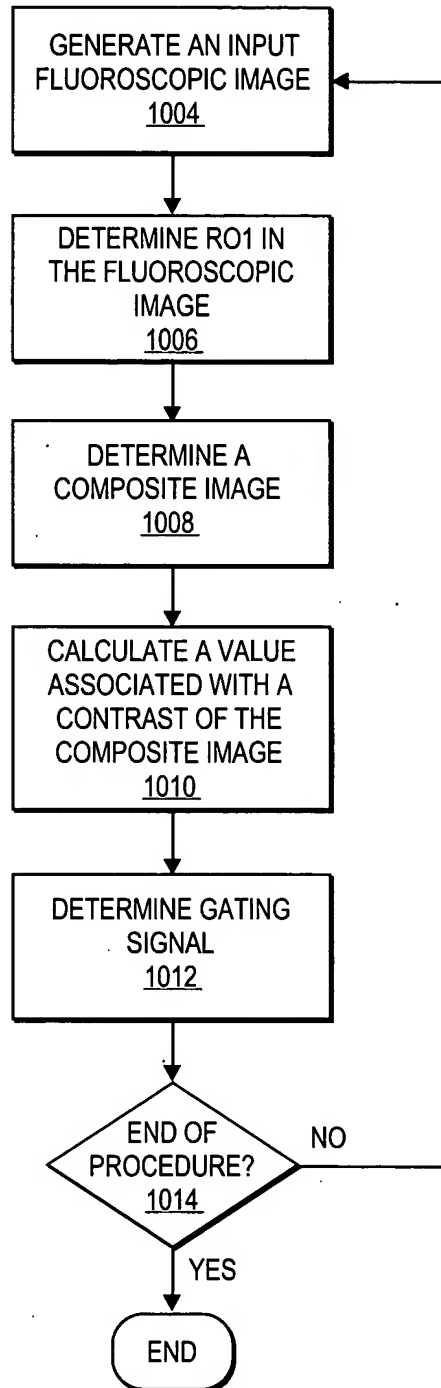 GENERATE AN INPUT
FLUOROSCOPIC IMAGE
1004
DETERMINE RO1 IN
THE FLUOROSCOPIC
IMAGE
1006
DETERMINE A
COMPOSITE IMAGE
1008
CALCULATE A VALUE
ASSOCIATED WITH A
CONTRAST OF THE
COMPOSITE IMAGE
1010
DETERMINE GATING
SIGNAL
1012
END OF
PROCEDURE?
1014
NO
YES
END